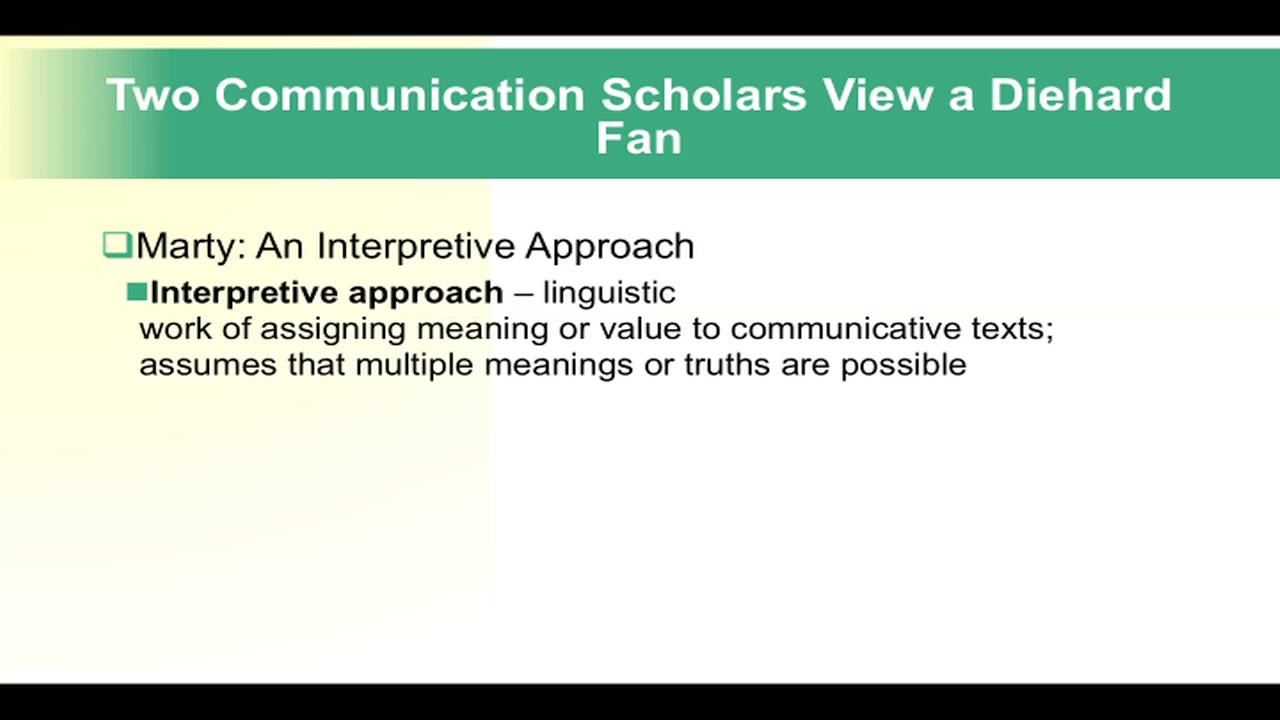 Two Communication Scholars View a Diehard
Fan
Marty: An Interpretive Approach
Interpretive approach – linguistic
work of assigning meaning or value to communicative texts;
assumes that multiple meanings or truths are possible